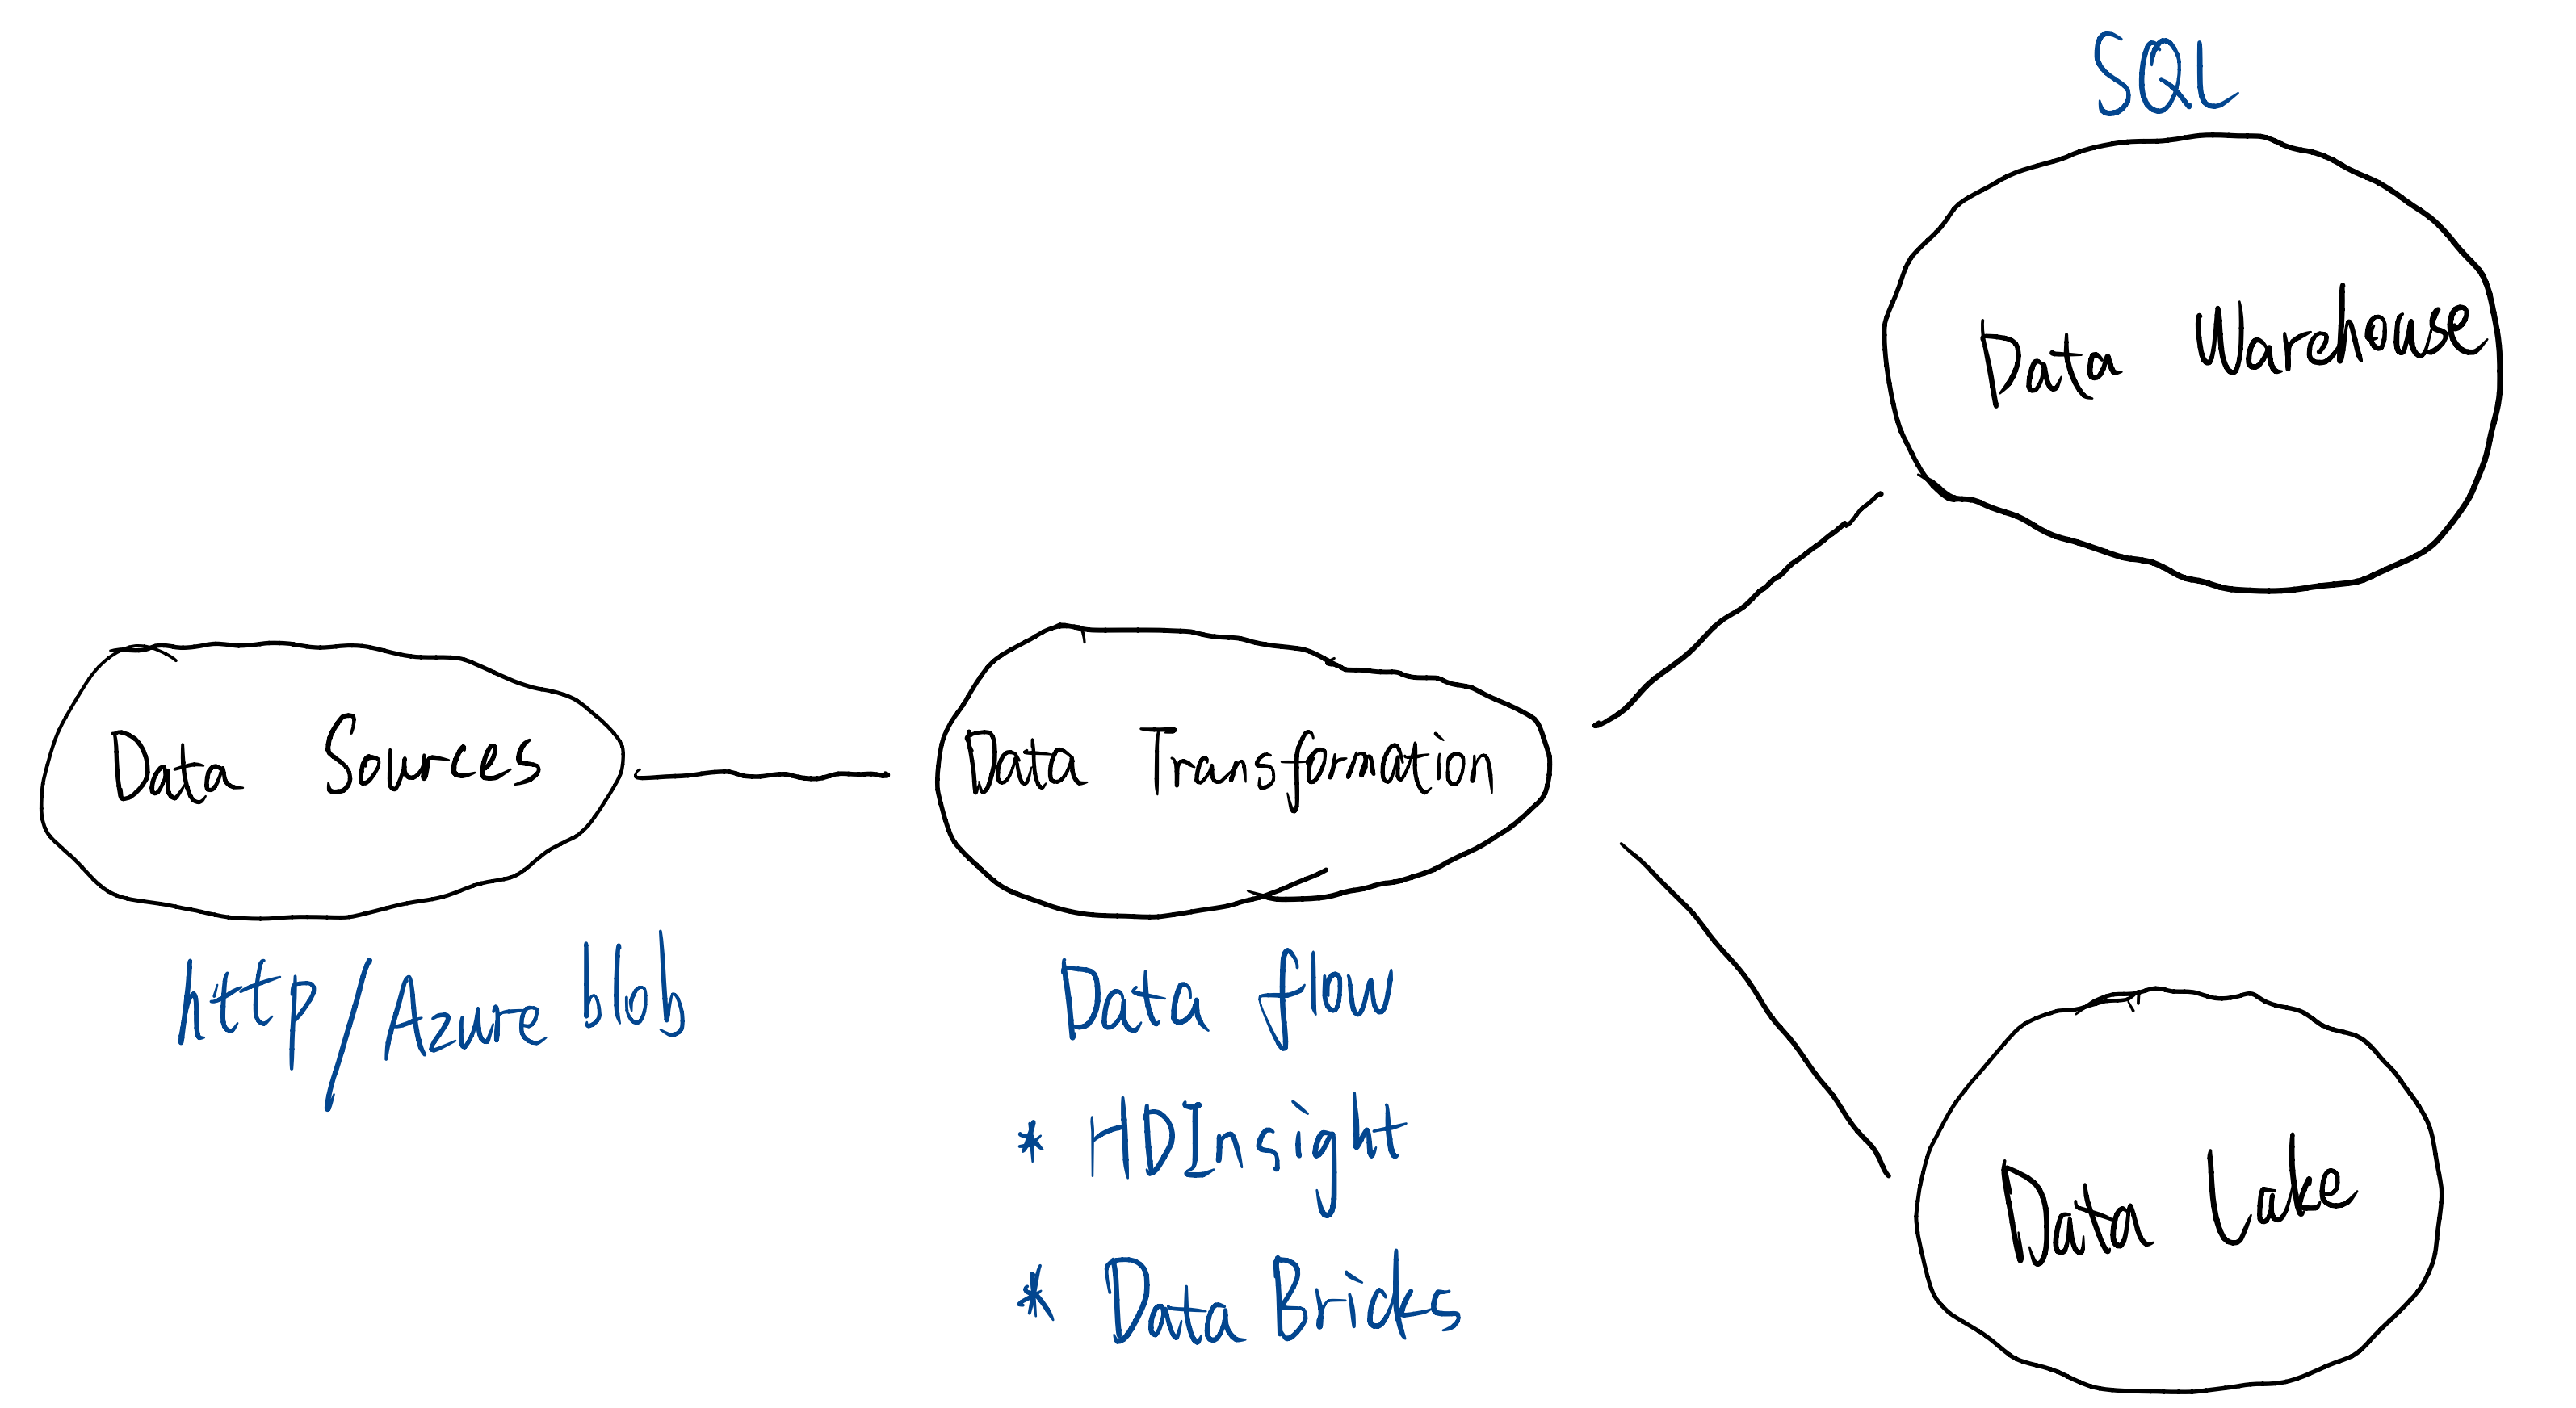 SQL
Data Warehouse
Data Sources
Data Transformation
http/Azure blob
Data flow
* HDInsight
* Data Bricks
Data Lake